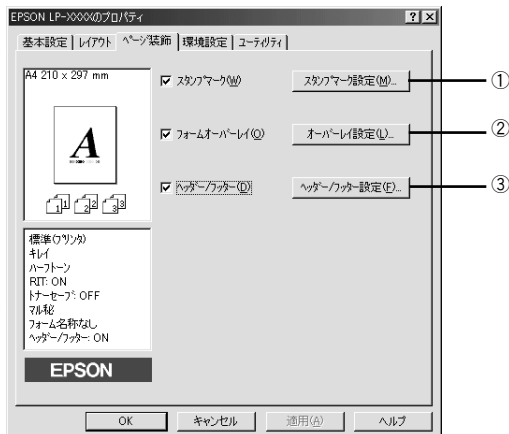 EPSON LP-XXXXのプロパティ
基本設定 レイアウト ページ装飾 環境設定 ユーティリティ
A4 210 x 297 mm
A
1 1 2 2 3 3
スタンプマーク(W) スタンプマーク設定(M)... ①
フォームオーバーレイ(O) オーバーレイ設定(L)... ②
ヘッダー/フッター(D) ヘッダー/フッター設定(F)... ③
標準(プリンタ)
キレイ
ハーフトーン
RIT: ON
トナーセーブ: OFF
マル秘
フォーム名称なし
ヘッダー/フッター: ON
EPSON
OK キャンセル 適用(A) ヘルプ